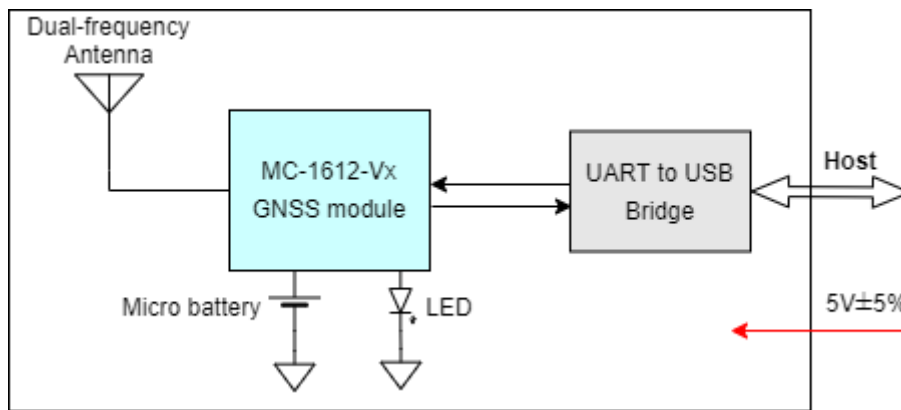 Dual-frequency
Antenna
MC-1612-Vx
GNSS module
UART to USB
Bridge
Host
Micro battery
LED
5V±5%